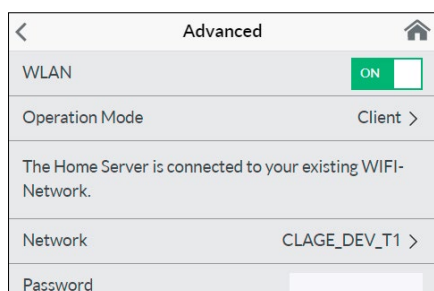 Advanced
WLAN
ON
Operation Mode
Client >
The Home Server is connected to your existing WIFI-
Network.
Network
CLAGE_DEV_T1 >
Password